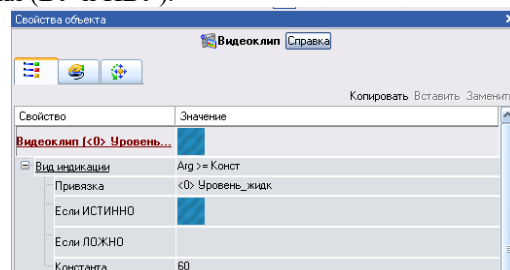 Свойства объекта
Видеоклип Справка
Копировать Вставить Заменить
Свойство Значение
Видеоклип (<0> Уровень...
Вид индикации Arg >= Конст
Привязка <0> Уровень_жидк
Если ИСТИННО
Если ЛОЖНО
Константа 60